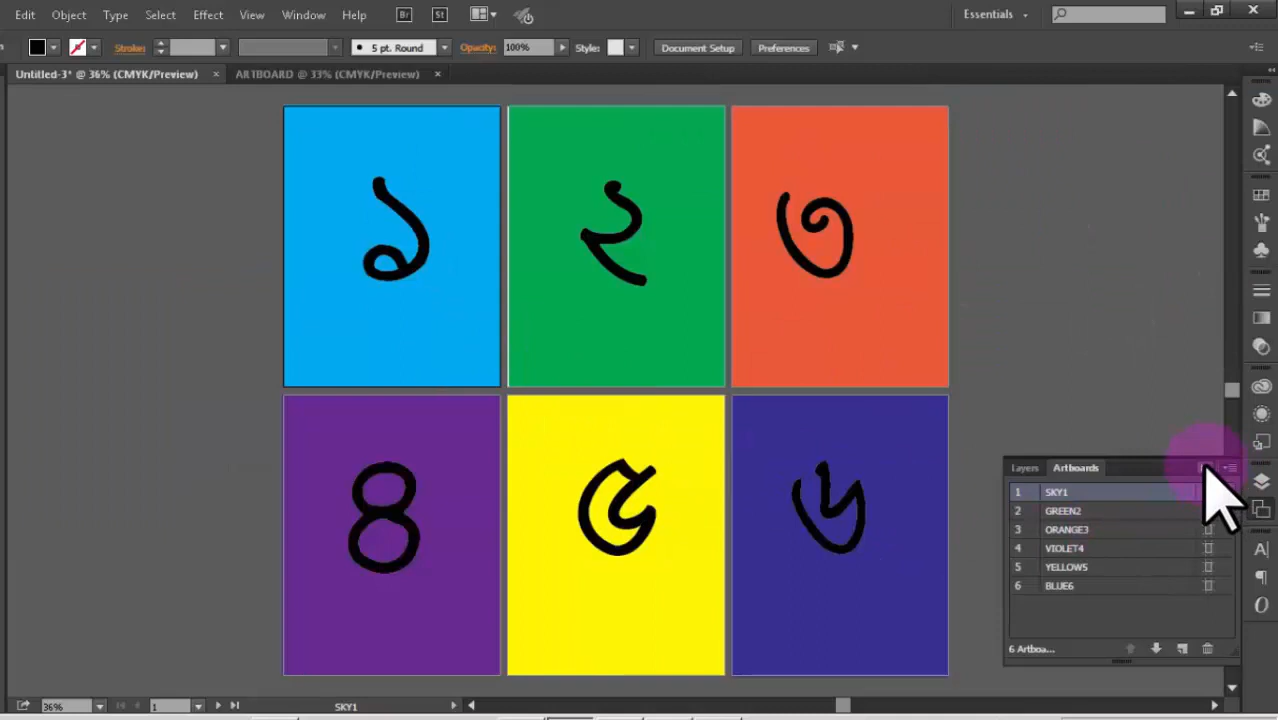 Edit Object Type Select Effect View Window Help Br St Essentials
Stroke: 5 pt. Round Opacity: 100% Style: Document Setup Preferences
Untitled-3* @ 36% (CMYK/Preview) × ARTBOARD @ 33% (CMYK/Preview) ×
১ ২ ৩
৪ ৫ ৬
Layers Artboards
1 SKY1
2 GREEN2
3 ORANGE3
4 VIOLET4
5 YELLOW5
6 BLUE6
6 Artboa...
36% 1 SKY1